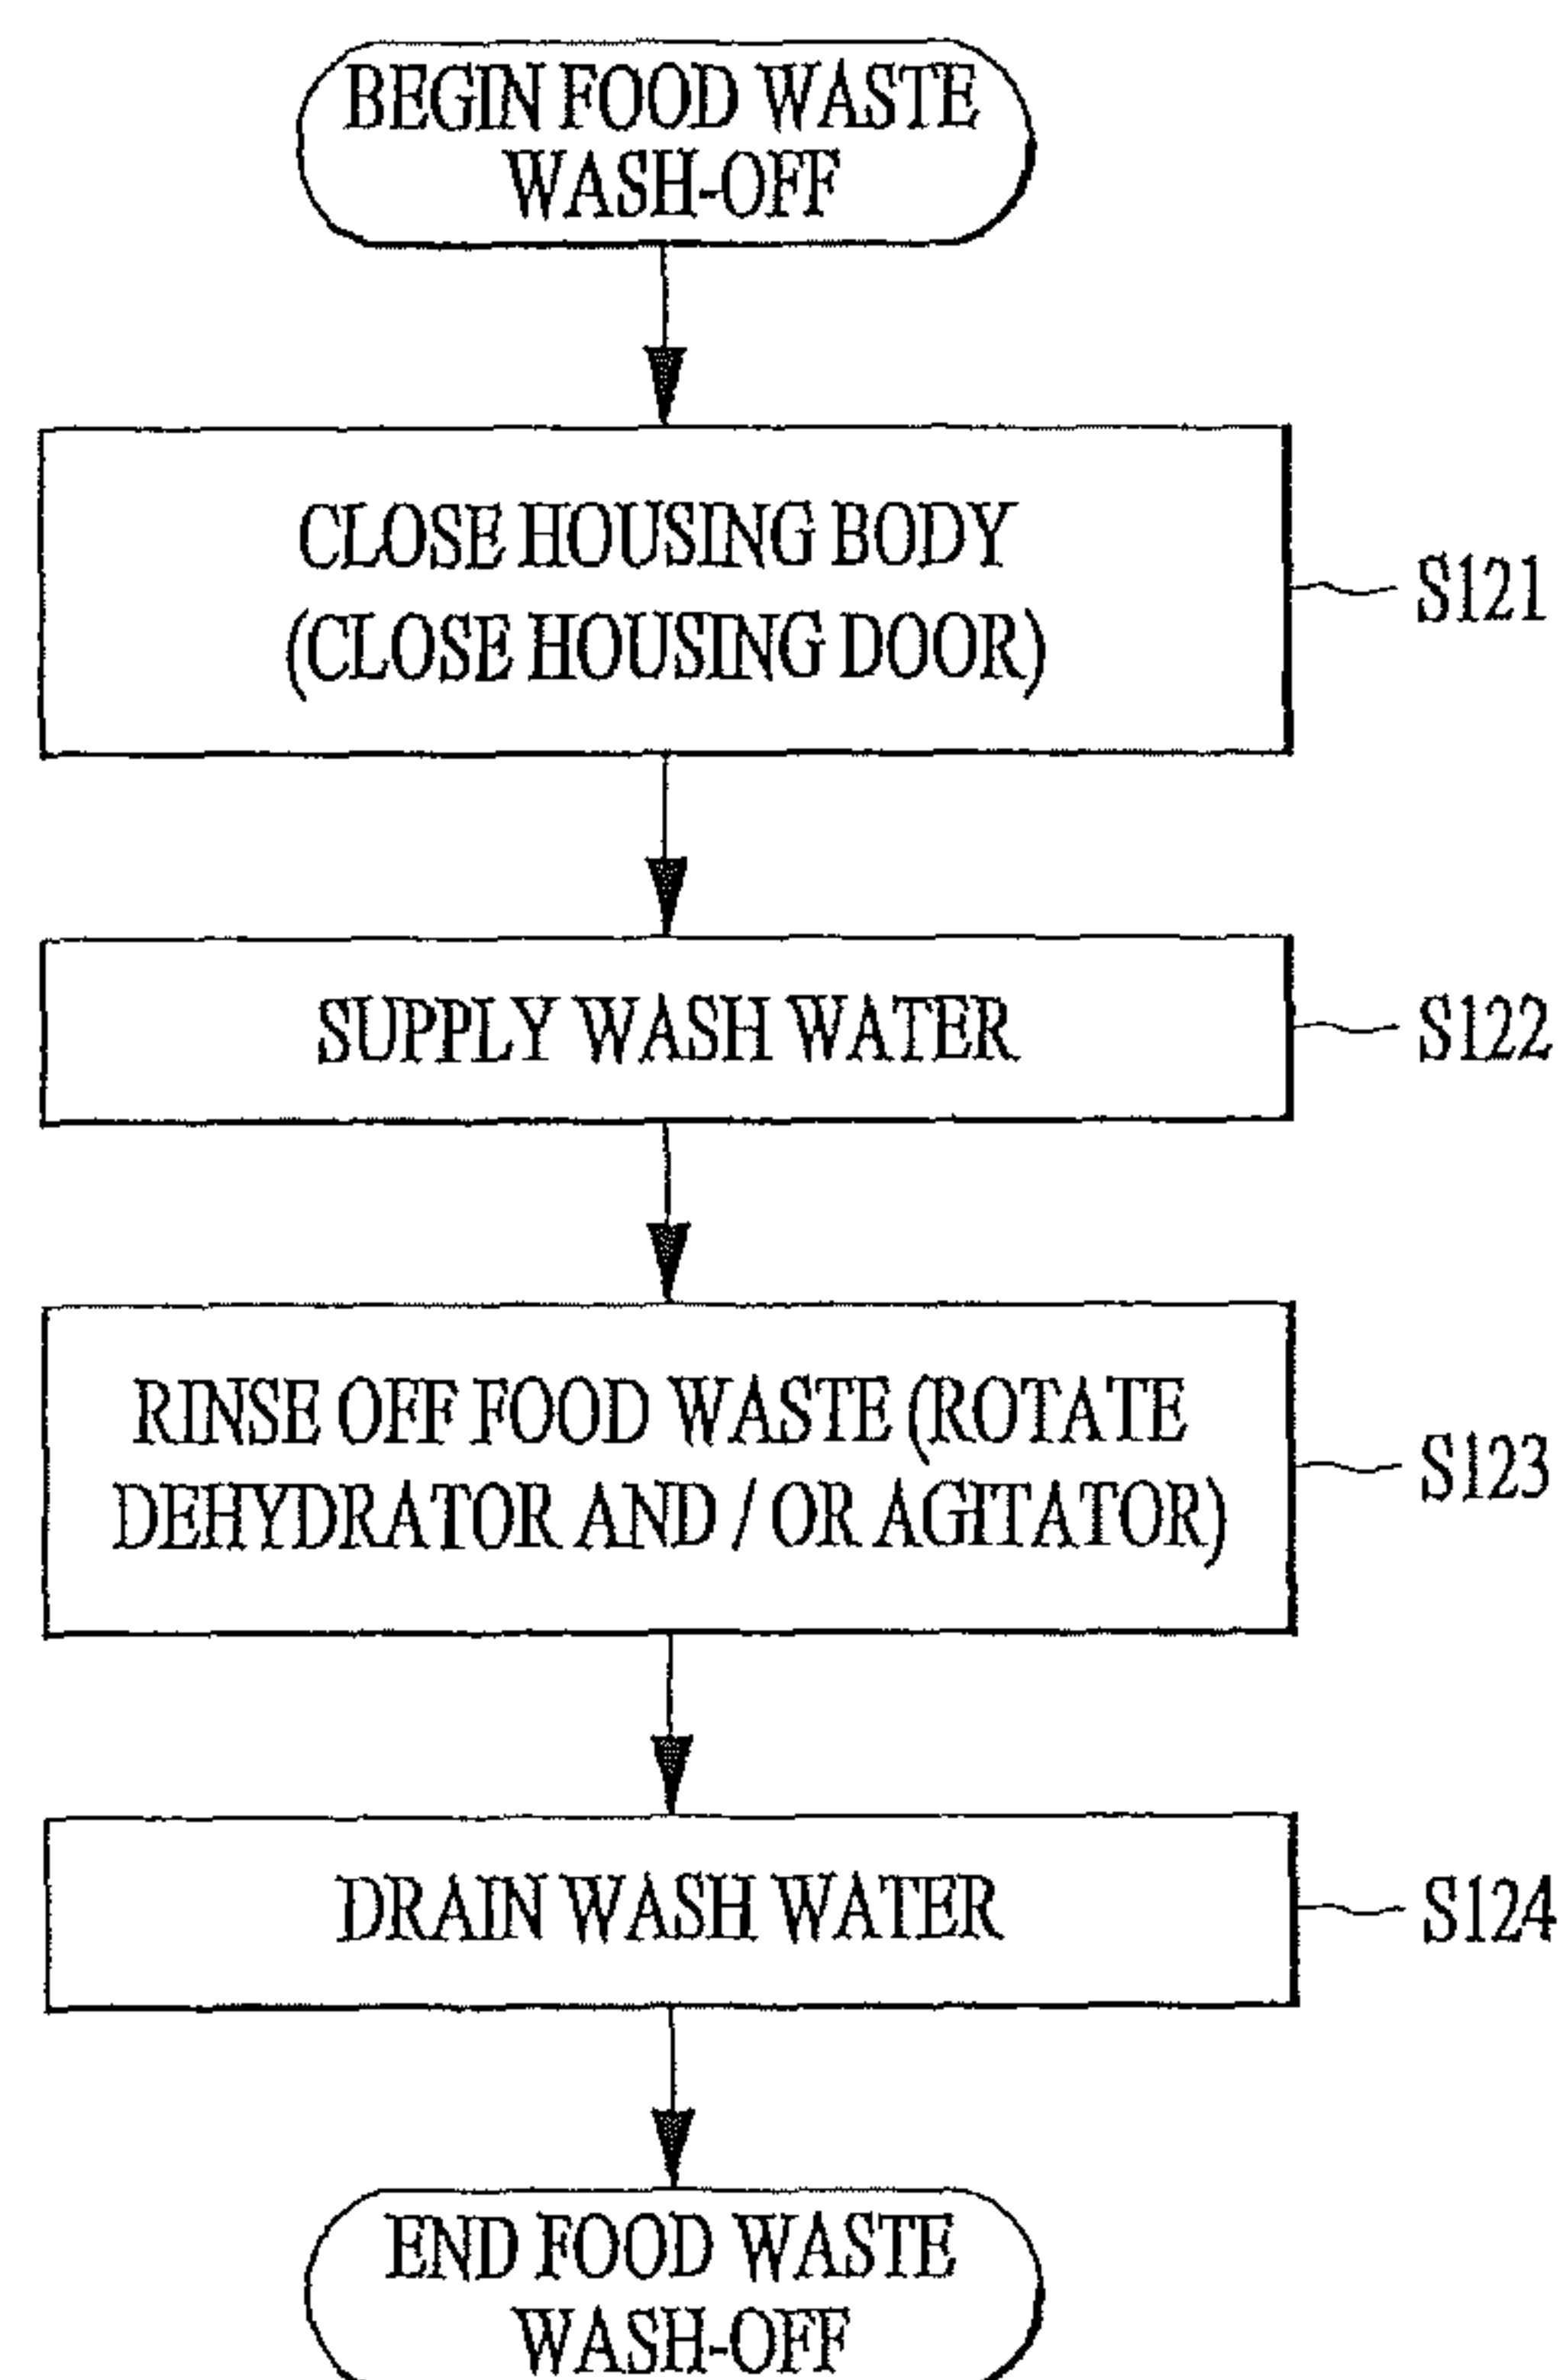 BEGIN FOOD WASTE
WASH-OFF
CLOSE HOUSING BODY
(CLOSE HOUSING DOOR)
S121
SUPPLY WASH WATER
S122
RINSE OFF FOOD WASTE (ROTATE
DEHYDRATOR AND / OR AGITATOR)
S123
DRAIN WASH WATER
S124
END FOOD WASTE
WASH-OFF